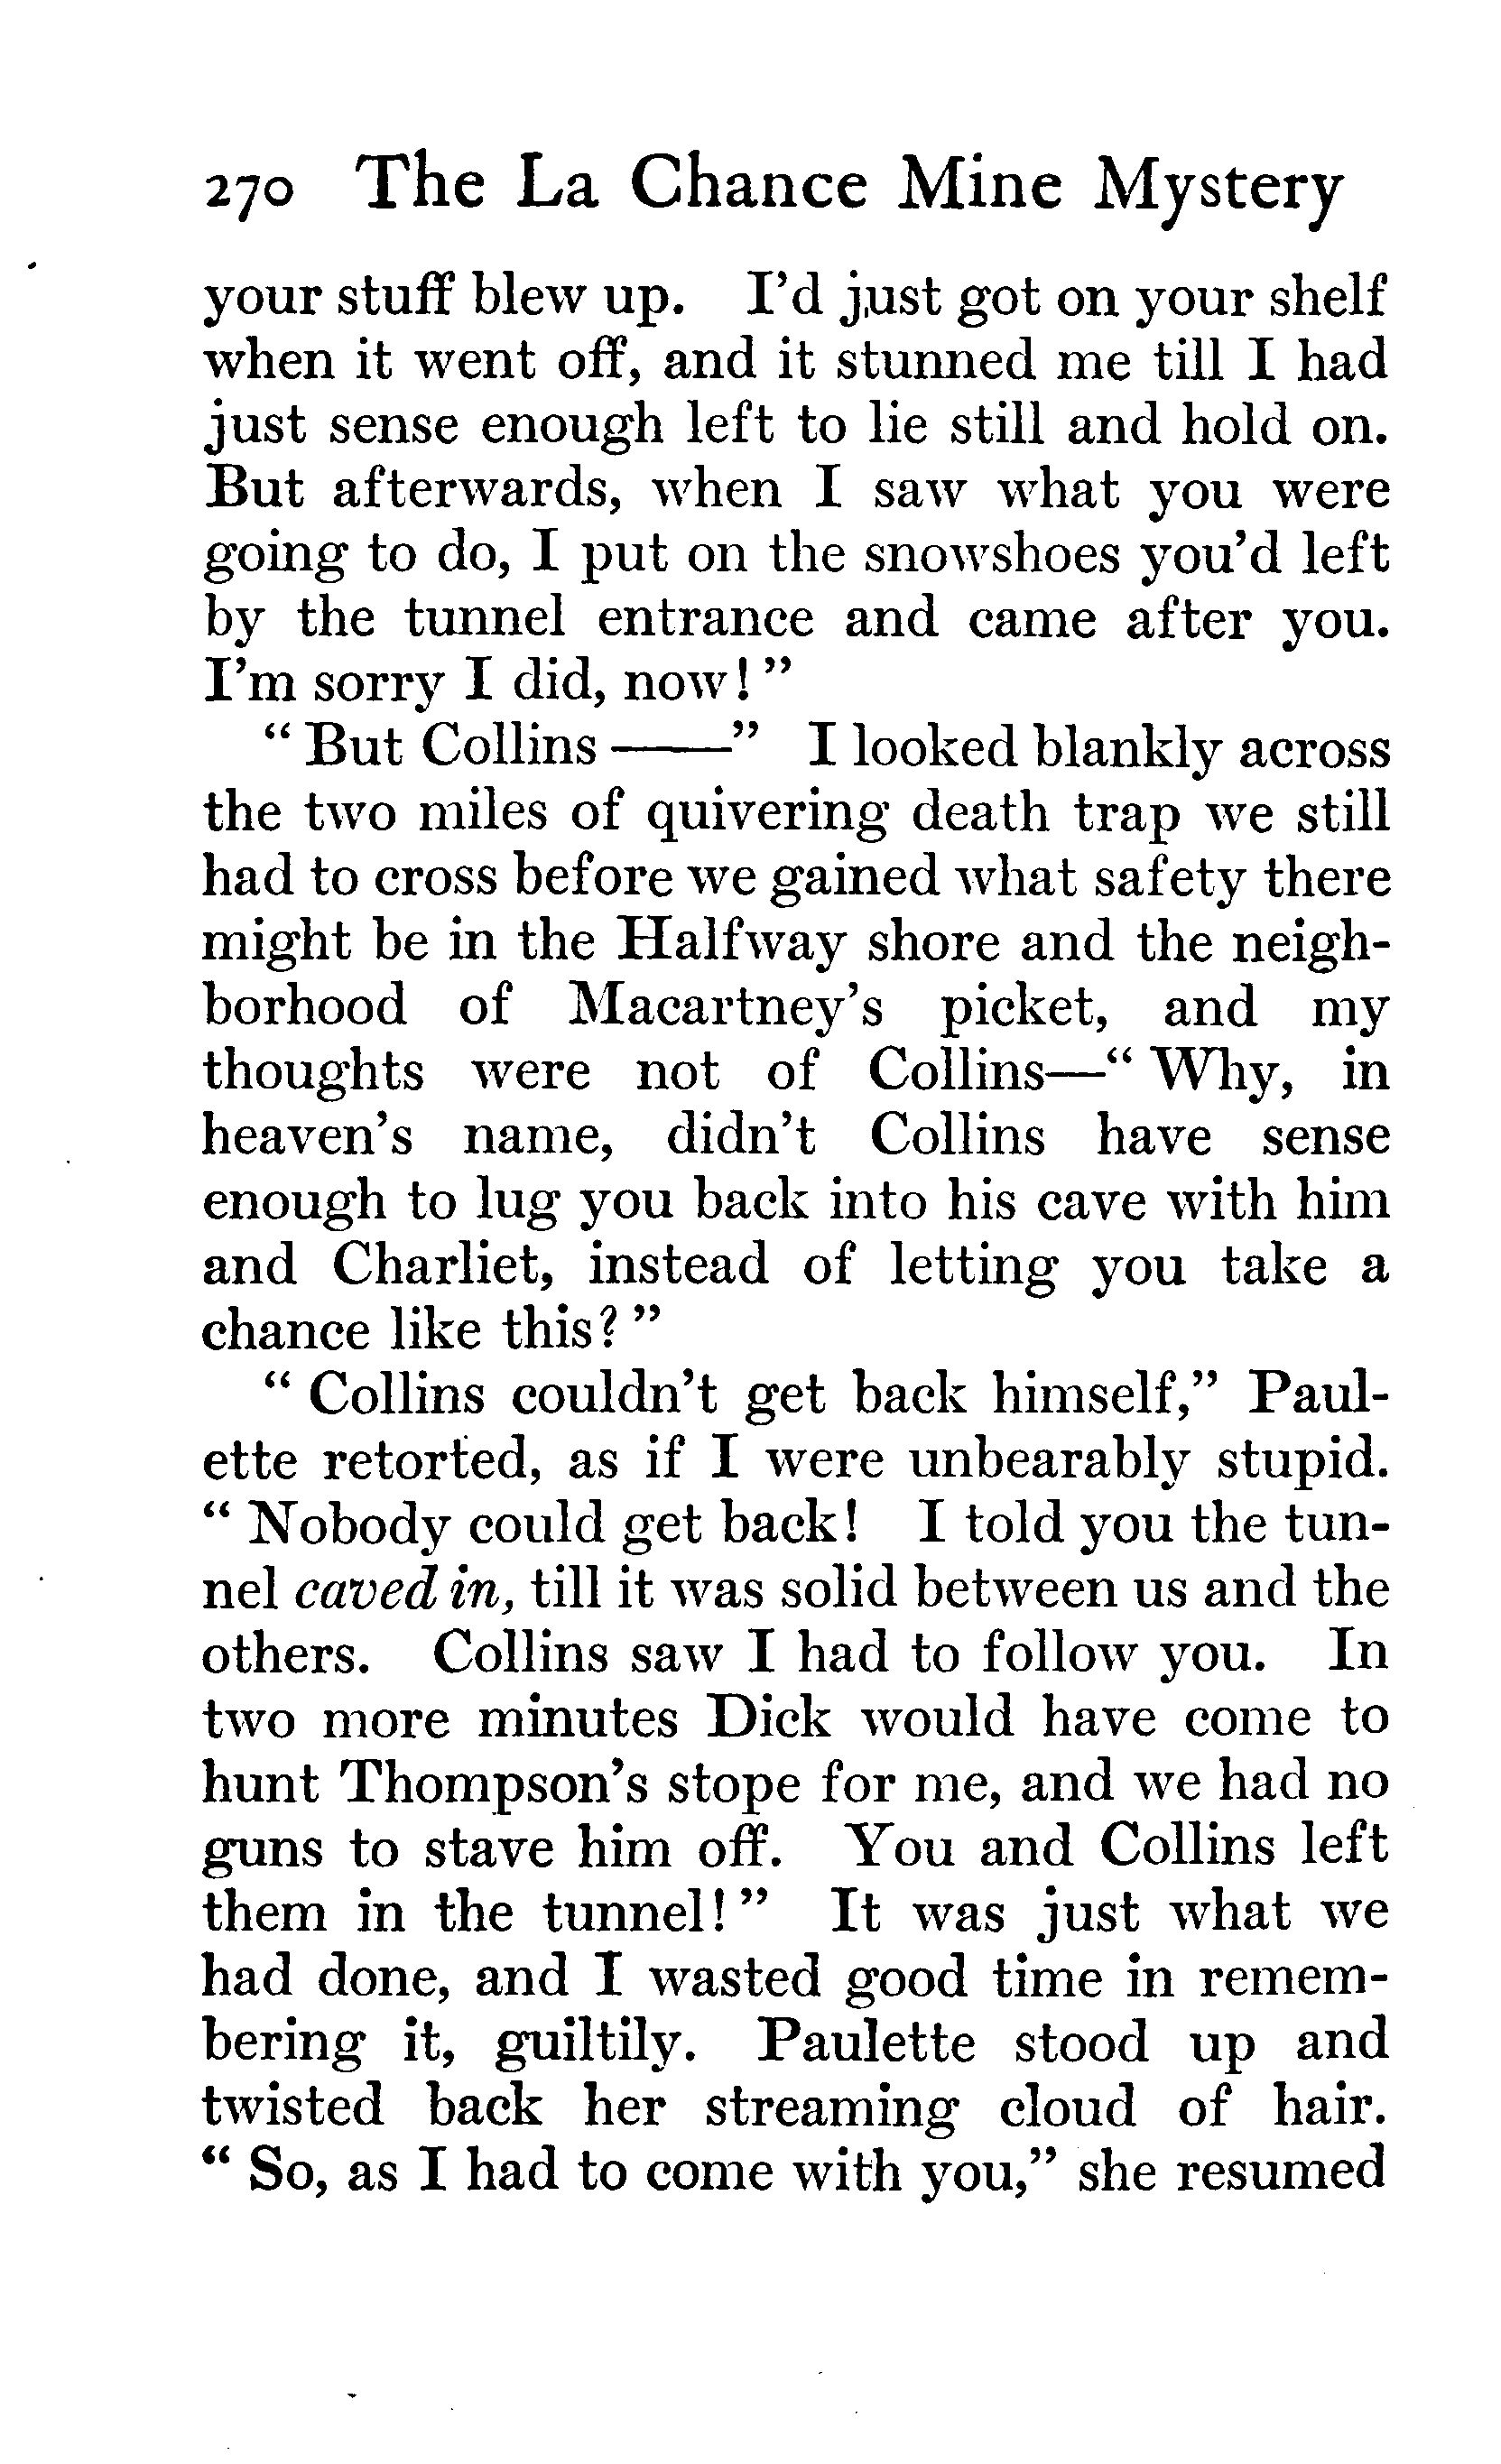 270 The La Chance Mine Mystery
your stuff blew up. I'd just got on your shelf
when it went off, and it stunned me till I had
just sense enough left to lie still and hold on.
But afterwards, when I saw what you were
going to do, I put on the snowshoes you'd left
by the tunnel entrance and came after you.
I'm sorry I did, now!"
"But Collins ——" I looked blankly across
the two miles of quivering death trap we still
had to cross before we gained what safety there
might be in the Halfway shore and the neigh-
borhood of Macartney's picket, and my
thoughts were not of Collins—"Why, in
heaven's name, didn't Collins have sense
enough to lug you back into his cave with him
and Charliet, instead of letting you take a
chance like this?"
"Collins couldn't get back himself," Paul-
ette retorted, as if I were unbearably stupid.
"Nobody could get back! I told you the tun-
nel caved in, till it was solid between us and the
others. Collins saw I had to follow you. In
two more minutes Dick would have come to
hunt Thompson's stope for me, and we had no
guns to stave him off. You and Collins left
them in the tunnel!" It was just what we
had done, and I wasted good time in remem-
bering it, guiltily. Paulette stood up and
twisted back her streaming cloud of hair.
"So, as I had to come with you," she resumed